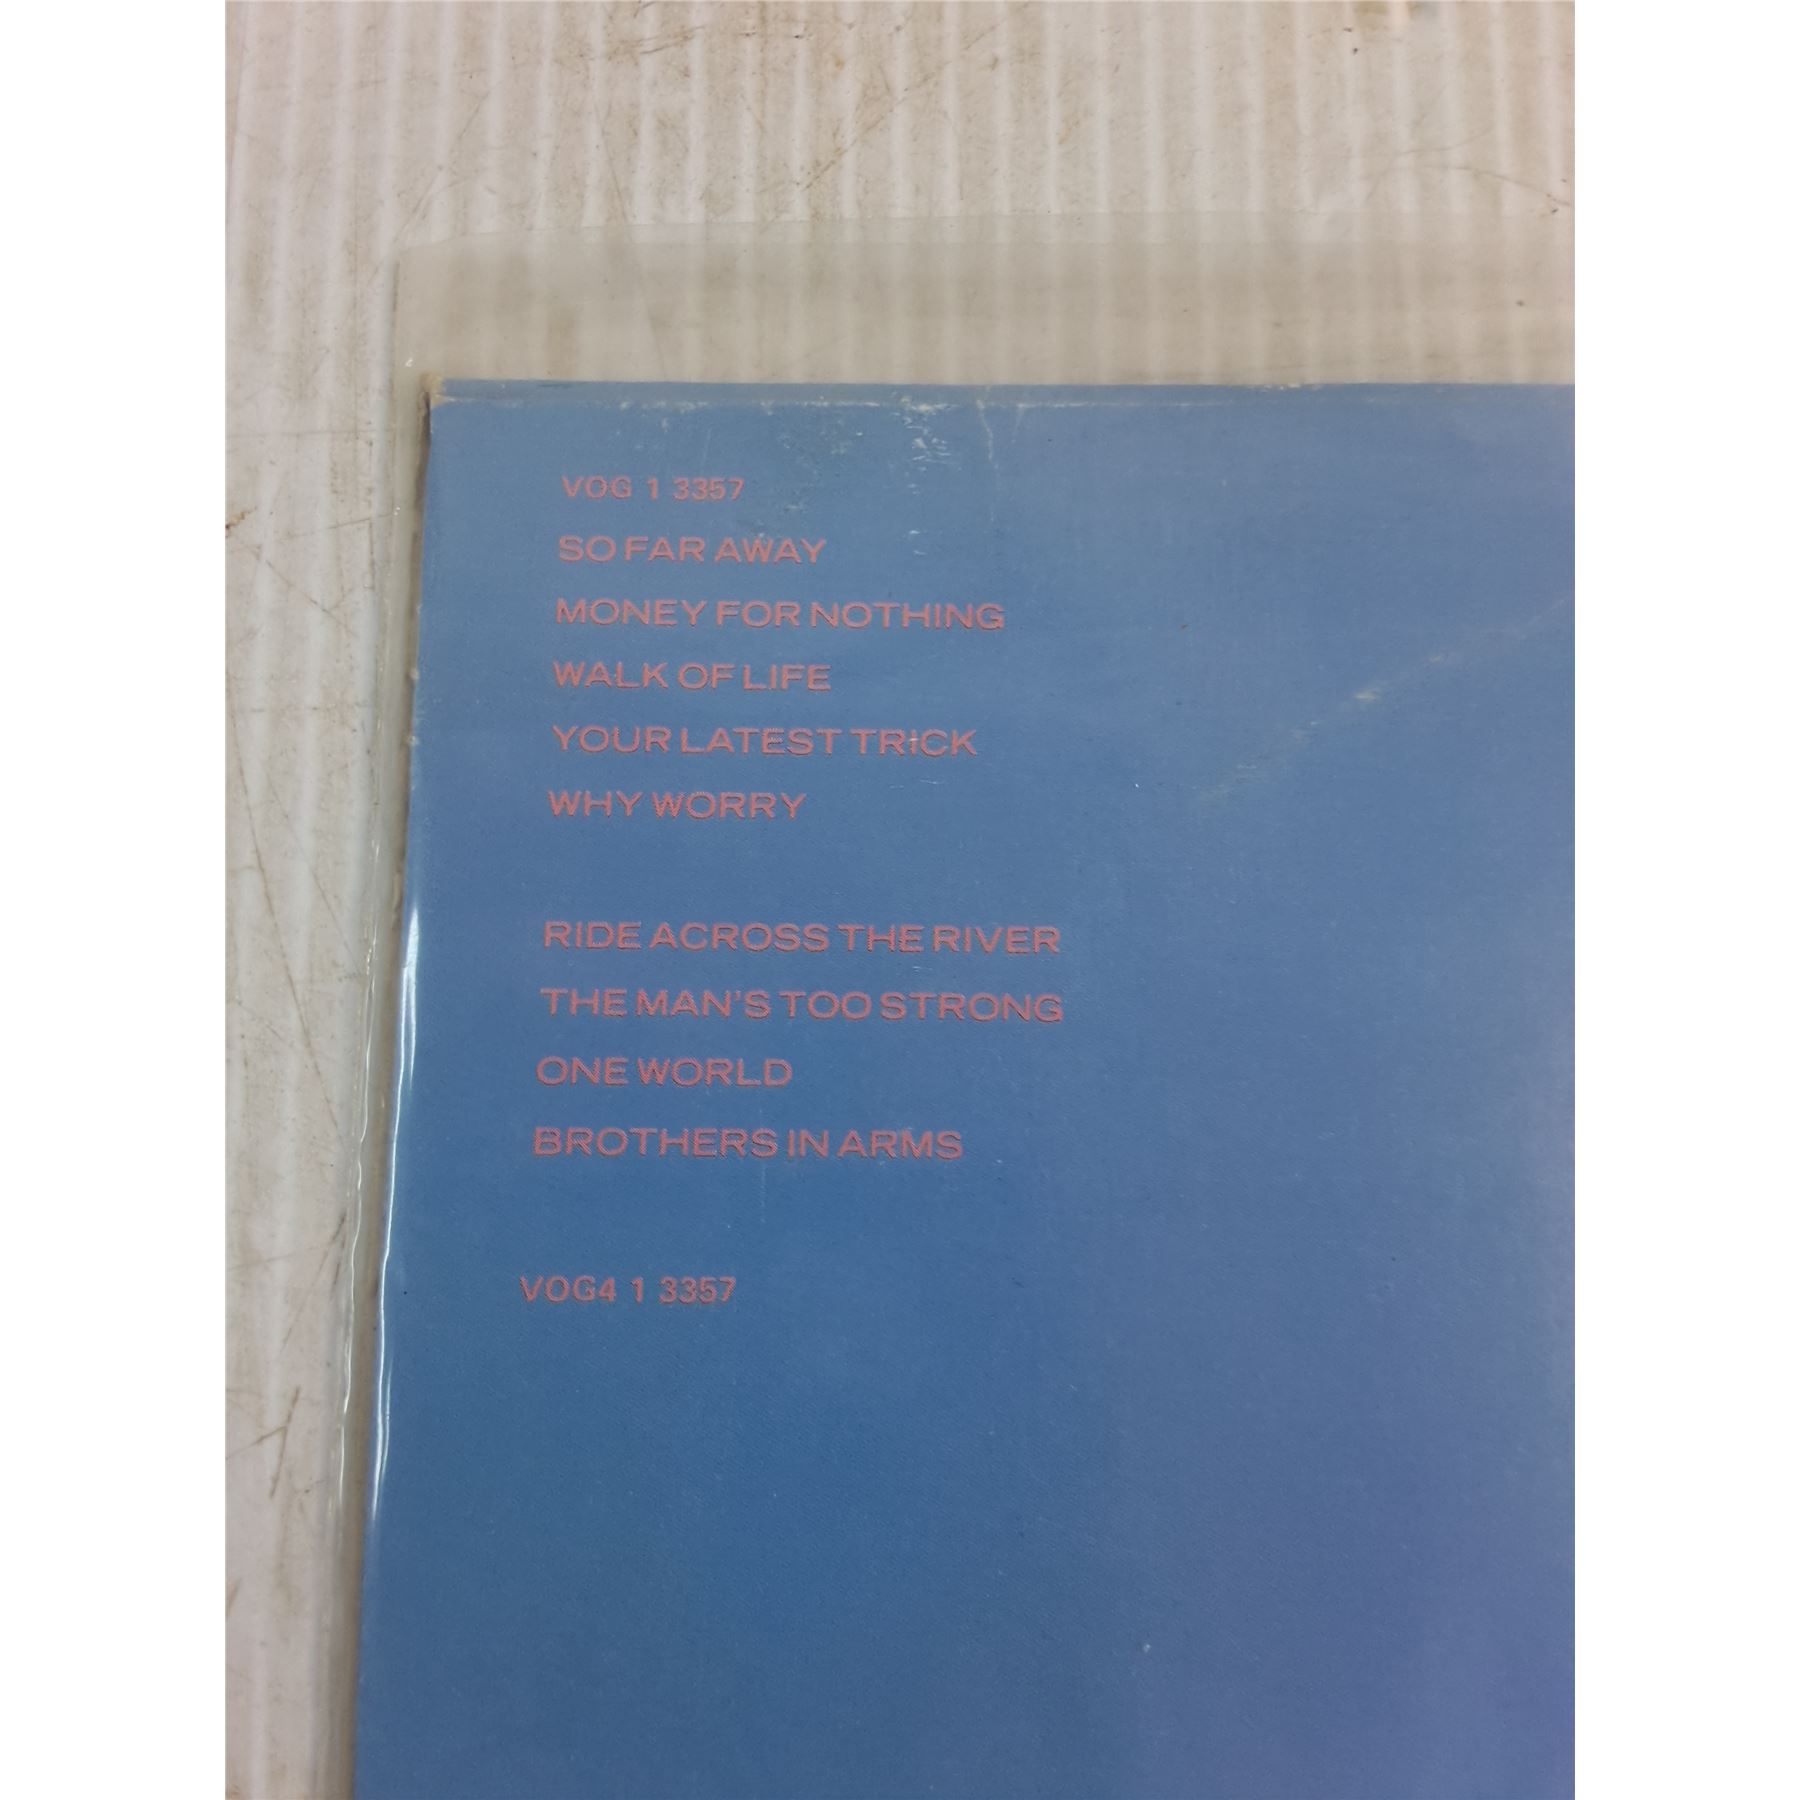 VOG 1 3357
SO FAR AWAY
MONEY FOR NOTHING
WALK OF LIFE
YOUR LATEST TRICK
WHY WORRY
RIDE ACROSS THE RIVER
THE MAN'S TOO STRONG
ONE WORLD
BROTHERS IN ARMS
VOG4 1 3357